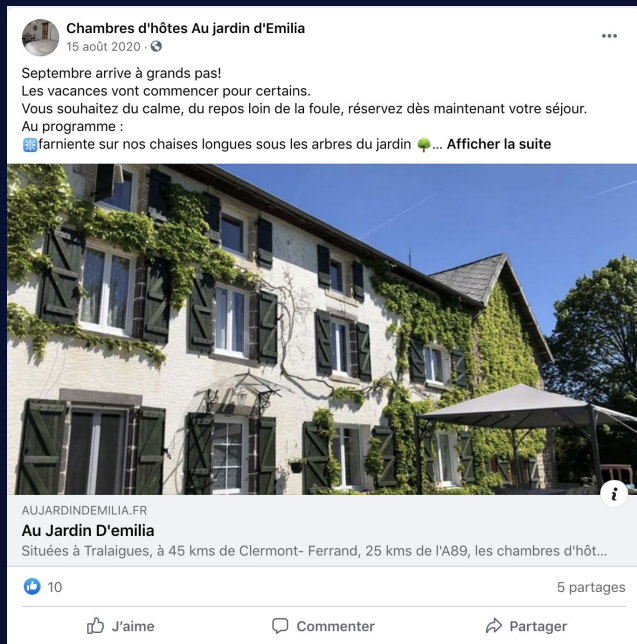 Chambres d'hôtes Au jardin d'Emilia
15 août 2020 ·
Septembre arrive à grands pas!
Les vacances vont commencer pour certains.
Vous souhaitez du calme, du repos loin de la foule, réservez dès maintenant votre séjour.
Au programme :
❇️farniente sur nos chaises longues sous les arbres du jardin 🌳... Afficher la suite
AUJARDINDEMILIA.FR
Au Jardin D'emilia
Situées à Tralaigues, à 45 kms de Clermont- Ferrand, 25 kms de l'A89, les chambres d'hôt...
10
5 partages
J'aime
Commenter
Partager